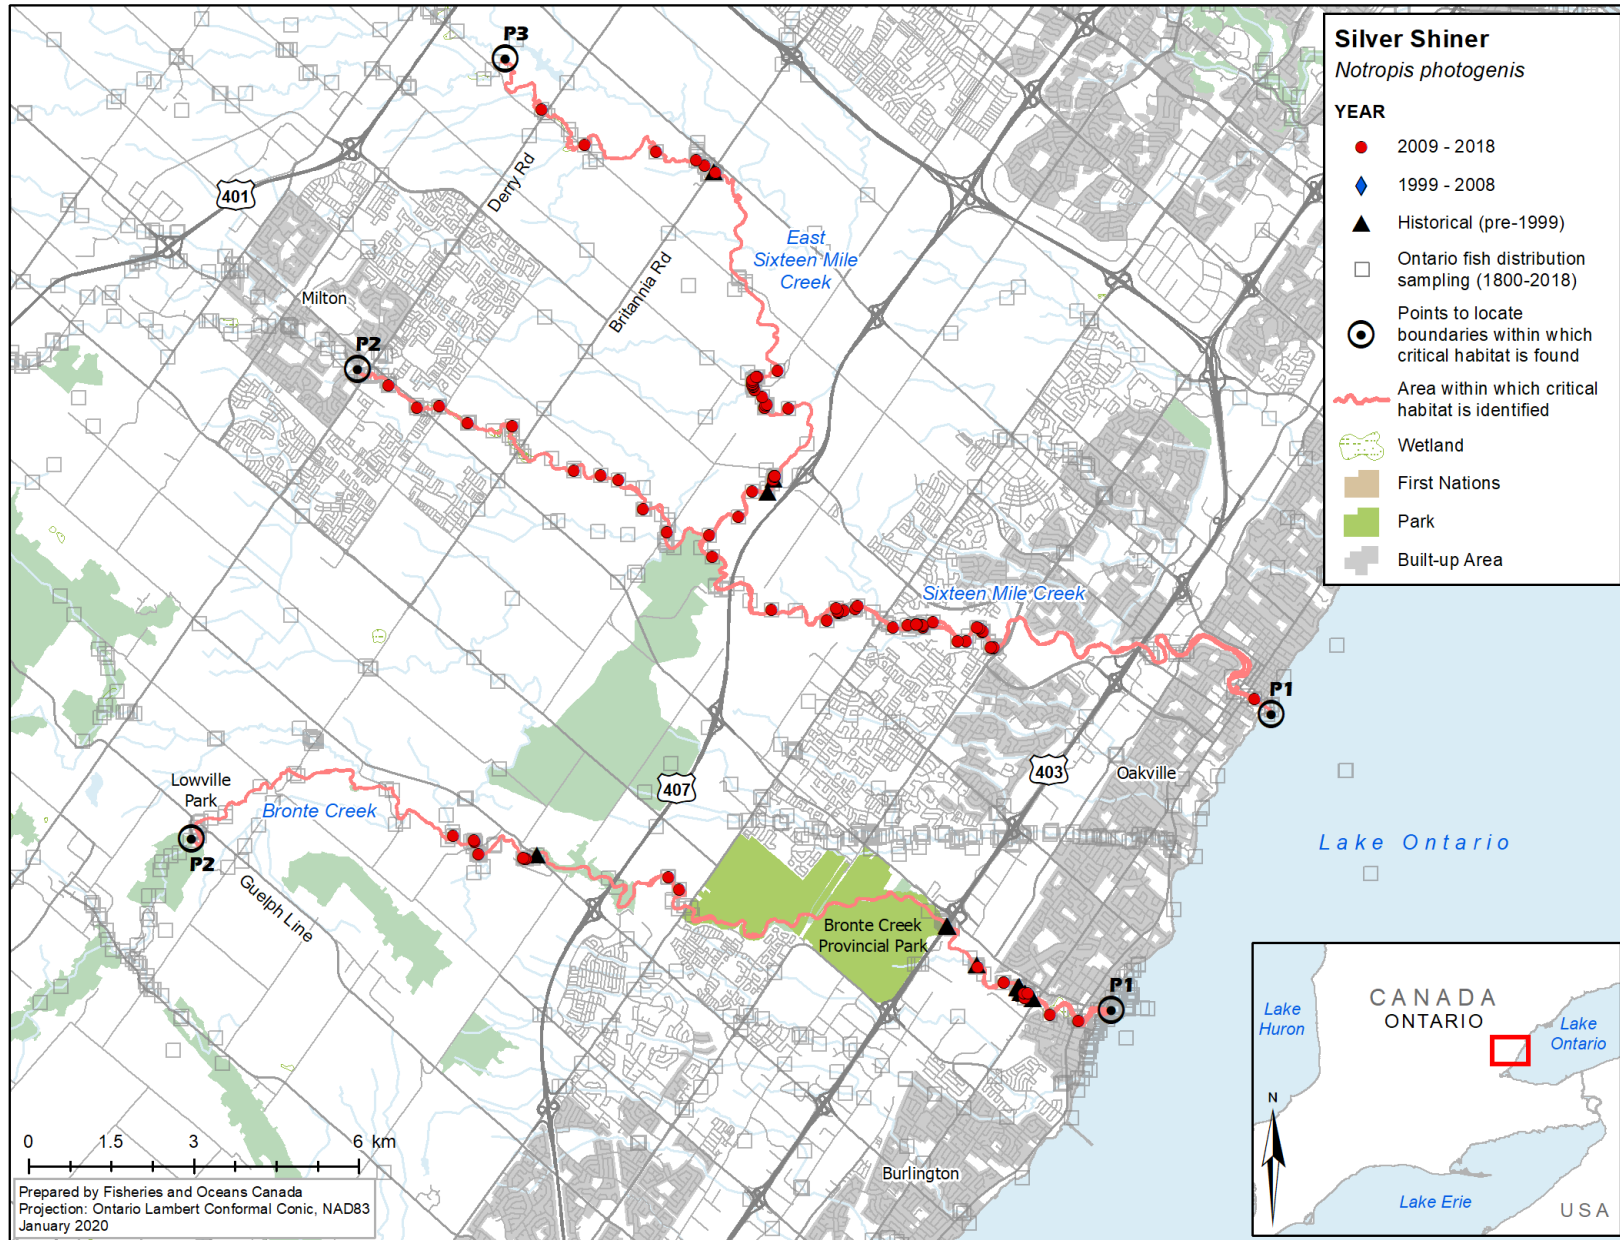 Silver Shiner
Notropis photogenis
YEAR
2009 - 2018
1999 - 2008
Historical (pre-1999)
Ontario fish distribution
sampling (1800-2018)
Points to locate
boundaries within which
critical habitat is found
Area within which critical
habitat is identified
Wetland
First Nations
Park
Built-up Area
P3
401
Derry Rd
East
Sixteen Mile
Creek
Britannia Rd
Milton
P2
Sixteen Mile Creek
P1
407
403
Oakville
Lowville
Park
Bronte Creek
P2
Guelph Line
Lake Ontario
Bronte Creek
Provincial Park
P1
Burlington
0 1.5 3 6 km
Prepared by Fisheries and Oceans Canada
Projection: Ontario Lambert Conformal Conic, NAD83
January 2020
CANADA
ONTARIO
Lake
Huron
Lake
Ontario
N
Lake Erie
USA